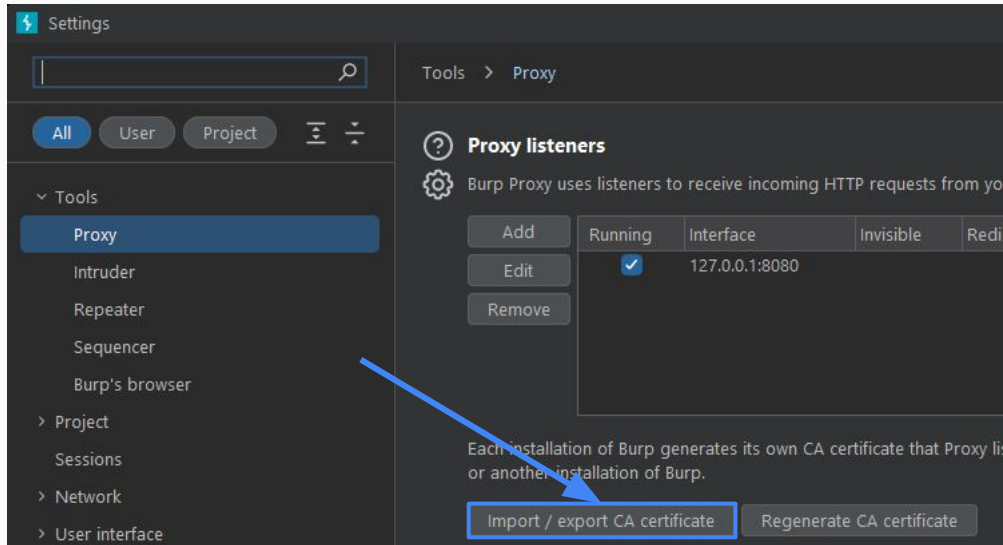 Settings
All
User
Project
Tools
Proxy
Intruder
Repeater
Sequencer
Burp's browser
Project
Sessions
Network
User interface
Tools > Proxy
Proxy listeners
Burp Proxy uses listeners to receive incoming HTTP requests from yo
Add
Edit
Remove
Running Interface Invisible Redi
127.0.0.1:8080
Each installation of Burp generates its own CA certificate that Proxy lis
or another installation of Burp.
Import / export CA certificate
Regenerate CA certificate